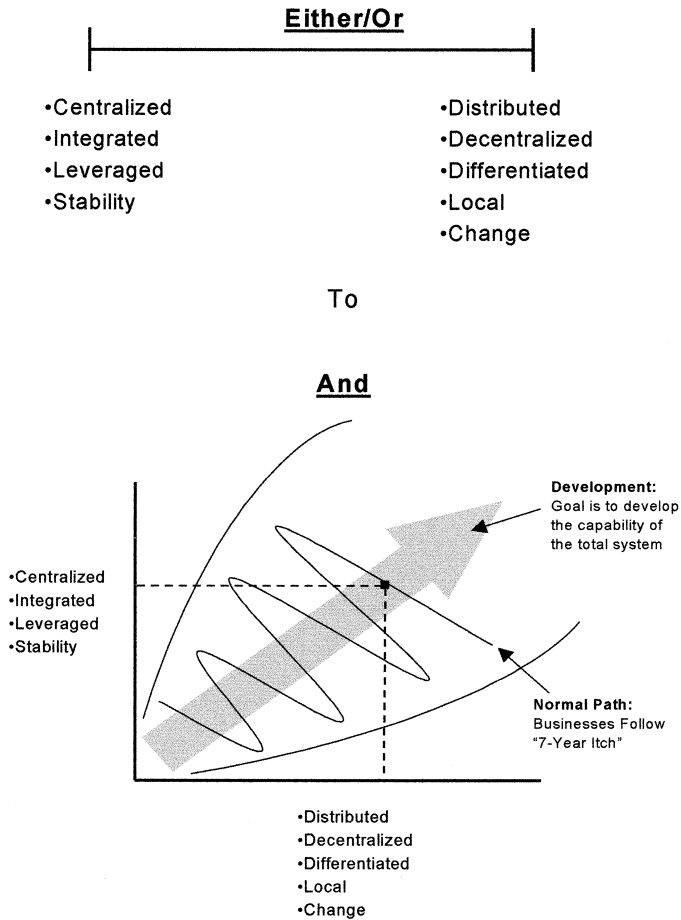 Either/Or
•Centralized
•Integrated
•Leveraged
•Stability
•Distributed
•Decentralized
•Differentiated
•Local
•Change
To
And
Development:
Goal is to develop
the capability of
the total system
•Centralized
•Integrated
•Leveraged
•Stability
Normal Path:
Businesses Follow
“7-Year Itch”
•Distributed
•Decentralized
•Differentiated
•Local
•Change